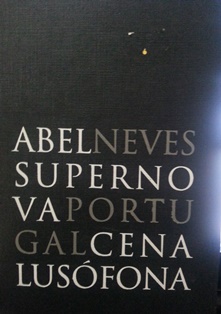 ABELNEVES
SUPERNO
VAPORTU
GALCENA
LUSÓFONA